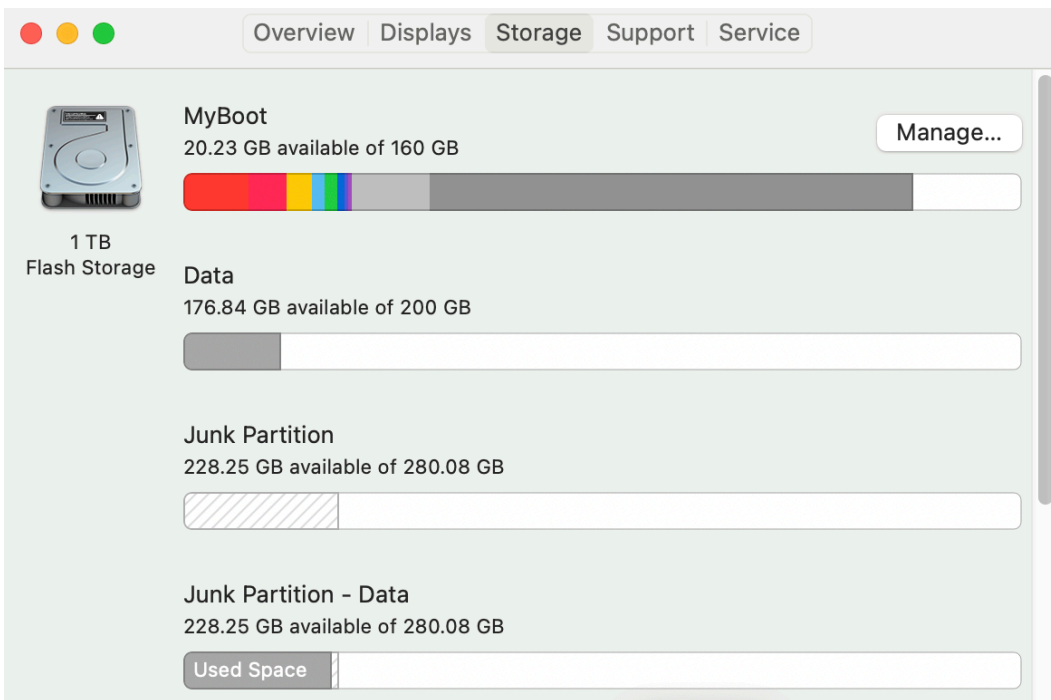 Overview Displays Storage Support Service
MyBoot
20.23 GB available of 160 GB
Manage...
1 TB
Flash Storage
Data
176.84 GB available of 200 GB
Junk Partition
228.25 GB available of 280.08 GB
Junk Partition - Data
228.25 GB available of 280.08 GB
Used Space